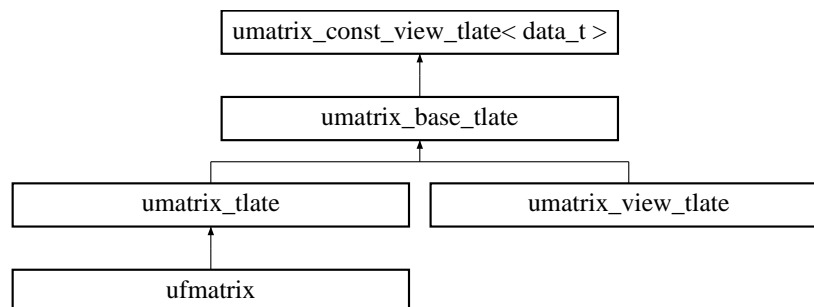 umatrix_const_view_tlate< data_t >
umatrix_base_tlate
umatrix_tlate
umatrix_view_tlate
ufmatrix